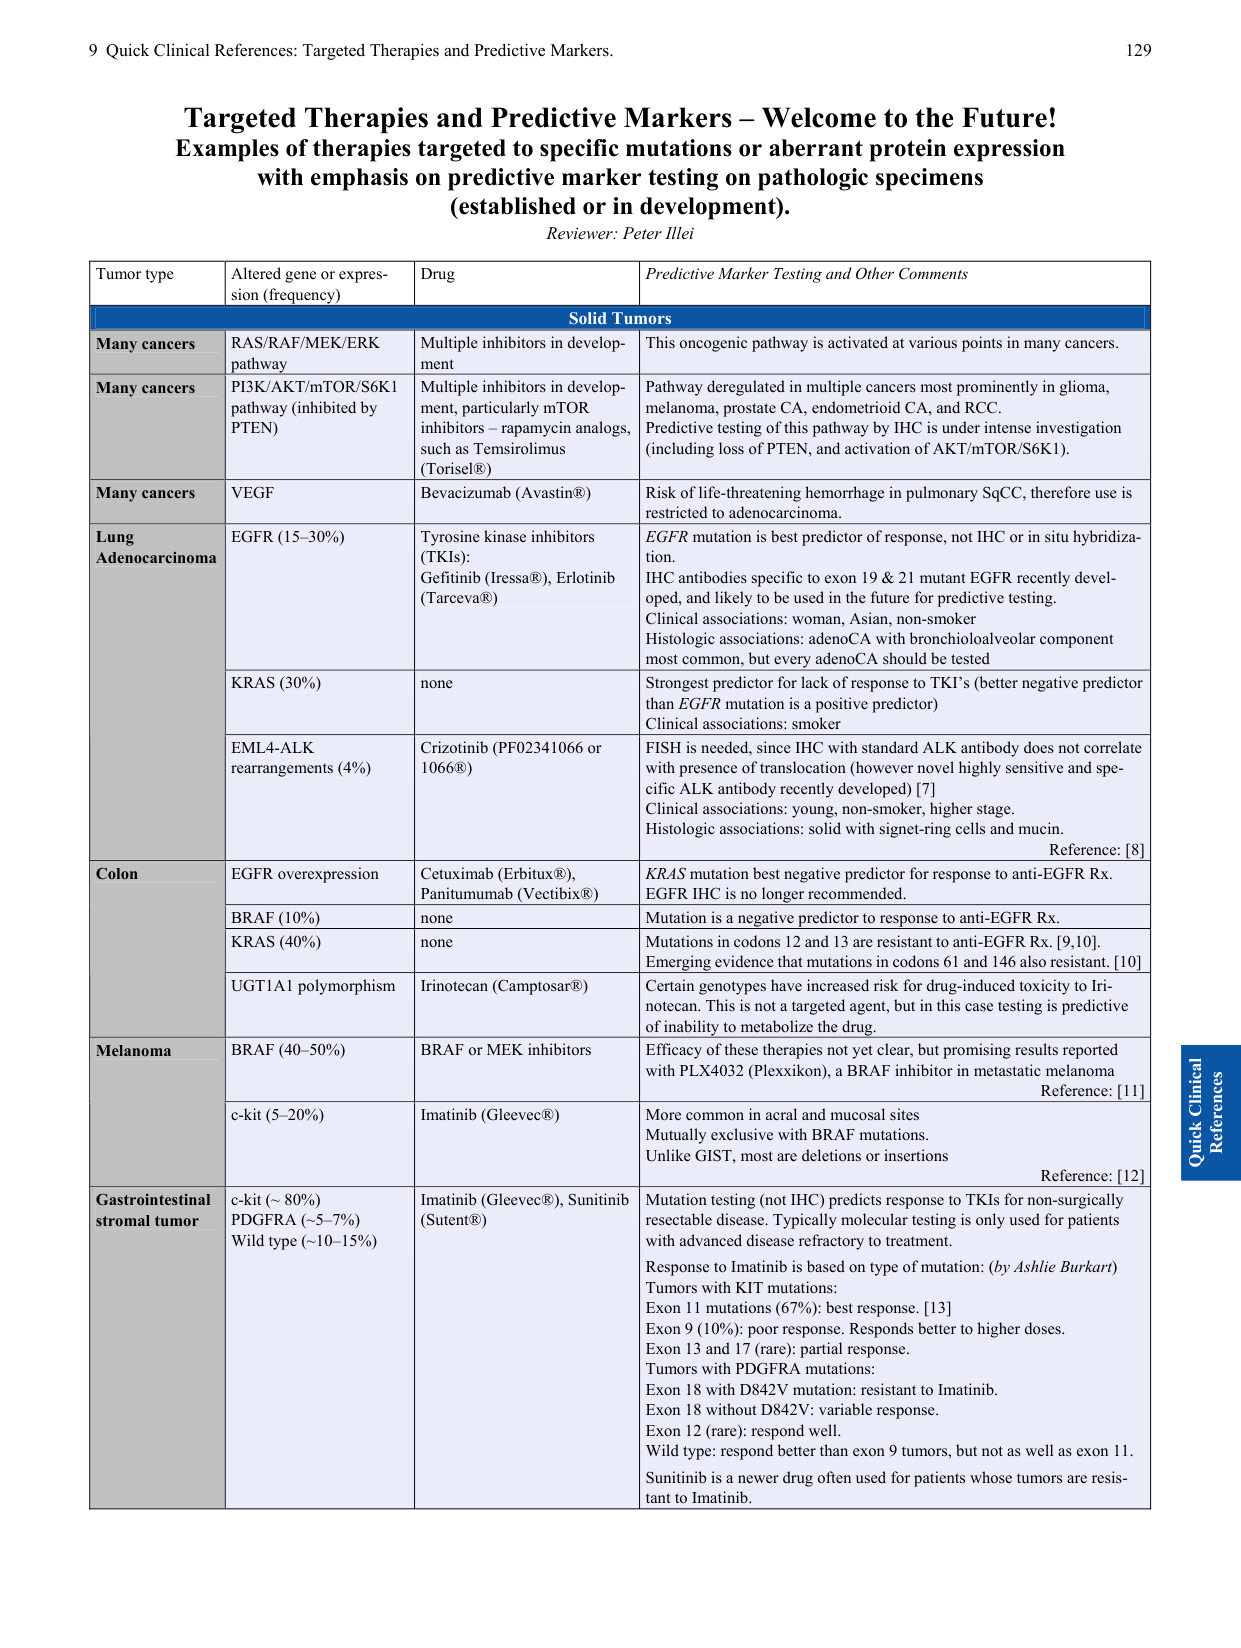 9 Quick Clinical References: Targeted Therapies and Predictive Markers.
129
Targeted Therapies and Predictive Markers – Welcome to the Future!
Examples of therapies targeted to specific mutations or aberrant protein expression
with emphasis on predictive marker testing on pathologic specimens
(established or in development).
Reviewer: Peter Illei
Tumor type
Altered gene or expres-
sion (frequency)
Drug
Predictive Marker Testing and Other Comments
Solid Tumors
Many cancers
RAS/RAF/MEK/ERK
pathway
Multiple inhibitors in develop-
ment
This oncogenic pathway is activated at various points in many cancers.
Many cancers
PI3K/AKT/mTOR/S6K1
pathway (inhibited by
PTEN)
Multiple inhibitors in develop-
ment, particularly mTOR
inhibitors – rapamycin analogs,
such as Temsirolimus
(Torisel®)
Pathway deregulated in multiple cancers most prominently in glioma,
melanoma, prostate CA, endometrioid CA, and RCC.
Predictive testing of this pathway by IHC is under intense investigation
(including loss of PTEN, and activation of AKT/mTOR/S6K1).
Many cancers
VEGF
Bevacizumab (Avastin®)
Risk of life-threatening hemorrhage in pulmonary SqCC, therefore use is
restricted to adenocarcinoma.
Lung
Adenocarcinoma
EGFR (15–30%)
Tyrosine kinase inhibitors
(TKIs):
Gefitinib (Iressa®), Erlotinib
(Tarceva®)
EGFR mutation is best predictor of response, not IHC or in situ hybridiza-
tion.
IHC antibodies specific to exon 19 & 21 mutant EGFR recently devel-
oped, and likely to be used in the future for predictive testing.
Clinical associations: woman, Asian, non-smoker
Histologic associations: adenoCA with bronchioloalveolar component
most common, but every adenoCA should be tested
KRAS (30%)
none
Strongest predictor for lack of response to TKI’s (better negative predictor
than EGFR mutation is a positive predictor)
Clinical associations: smoker
EML4-ALK
rearrangements (4%)
Crizotinib (PF02341066 or
1066®)
FISH is needed, since IHC with standard ALK antibody does not correlate
with presence of translocation (however novel highly sensitive and spe-
cific ALK antibody recently developed) [7]
Clinical associations: young, non-smoker, higher stage.
Histologic associations: solid with signet-ring cells and mucin.
Reference: [8]
Colon
EGFR overexpression
Cetuximab (Erbitux®),
Panitumumab (Vectibix®)
KRAS mutation best negative predictor for response to anti-EGFR Rx.
EGFR IHC is no longer recommended.
BRAF (10%)
none
Mutation is a negative predictor to response to anti-EGFR Rx.
KRAS (40%)
none
Mutations in codons 12 and 13 are resistant to anti-EGFR Rx. [9,10].
Emerging evidence that mutations in codons 61 and 146 also resistant. [10]
UGT1A1 polymorphism
Irinotecan (Camptosar®)
Certain genotypes have increased risk for drug-induced toxicity to Iri-
notecan. This is not a targeted agent, but in this case testing is predictive
of inability to metabolize the drug.
Melanoma
BRAF (40–50%)
BRAF or MEK inhibitors
Efficacy of these therapies not yet clear, but promising results reported
with PLX4032 (Plexxikon), a BRAF inhibitor in metastatic melanoma
Reference: [11]
c-kit (5–20%)
Imatinib (Gleevec®)
More common in acral and mucosal sites
Mutually exclusive with BRAF mutations.
Unlike GIST, most are deletions or insertions
Reference: [12]
Gastrointestinal
stromal tumor
c-kit (~ 80%)
PDGFRA (~5–7%)
Wild type (~10–15%)
Imatinib (Gleevec®), Sunitinib
(Sutent®)
Mutation testing (not IHC) predicts response to TKIs for non-surgically
resectable disease. Typically molecular testing is only used for patients
with advanced disease refractory to treatment.
Response to Imatinib is based on type of mutation: (by Ashlie Burkart)
Tumors with KIT mutations:
Exon 11 mutations (67%): best response. [13]
Exon 9 (10%): poor response. Responds better to higher doses.
Exon 13 and 17 (rare): partial response.
Tumors with PDGFRA mutations:
Exon 18 with D842V mutation: resistant to Imatinib.
Exon 18 without D842V: variable response.
Exon 12 (rare): respond well.
Wild type: respond better than exon 9 tumors, but not as well as exon 11.
Sunitinib is a newer drug often used for patients whose tumors are resis-
tant to Imatinib.
Quick Clinical
References